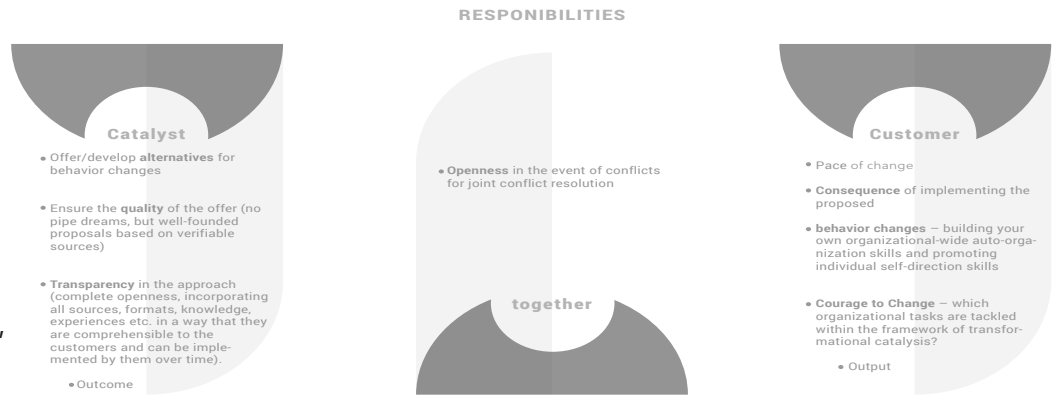 RESPONIBILITIES
Catalyst
• Offer/develop alternatives for
behavior changes
• Ensure the quality of the offer (no
pipe dreams, but well-founded
proposals based on verifiable
sources)
• Transparency in the approach
(complete openness, incorporating
all sources, formats, knowledge,
experiences etc. in a way that they
are comprehensible to the
customers and can be imple-
mented by them over time).
• Outcome
• Openness in the event of conflicts
for joint conflict resolution
together
Customer
• Pace of change
• Consequence of implementing the
proposed
• behavior changes – building your
own organizational-wide auto-orga-
nization skills and promoting
individual self-direction skills
• Courage to Change – which
organizational tasks are tackled
within the framework of transfor-
mational catalysis?
• Output